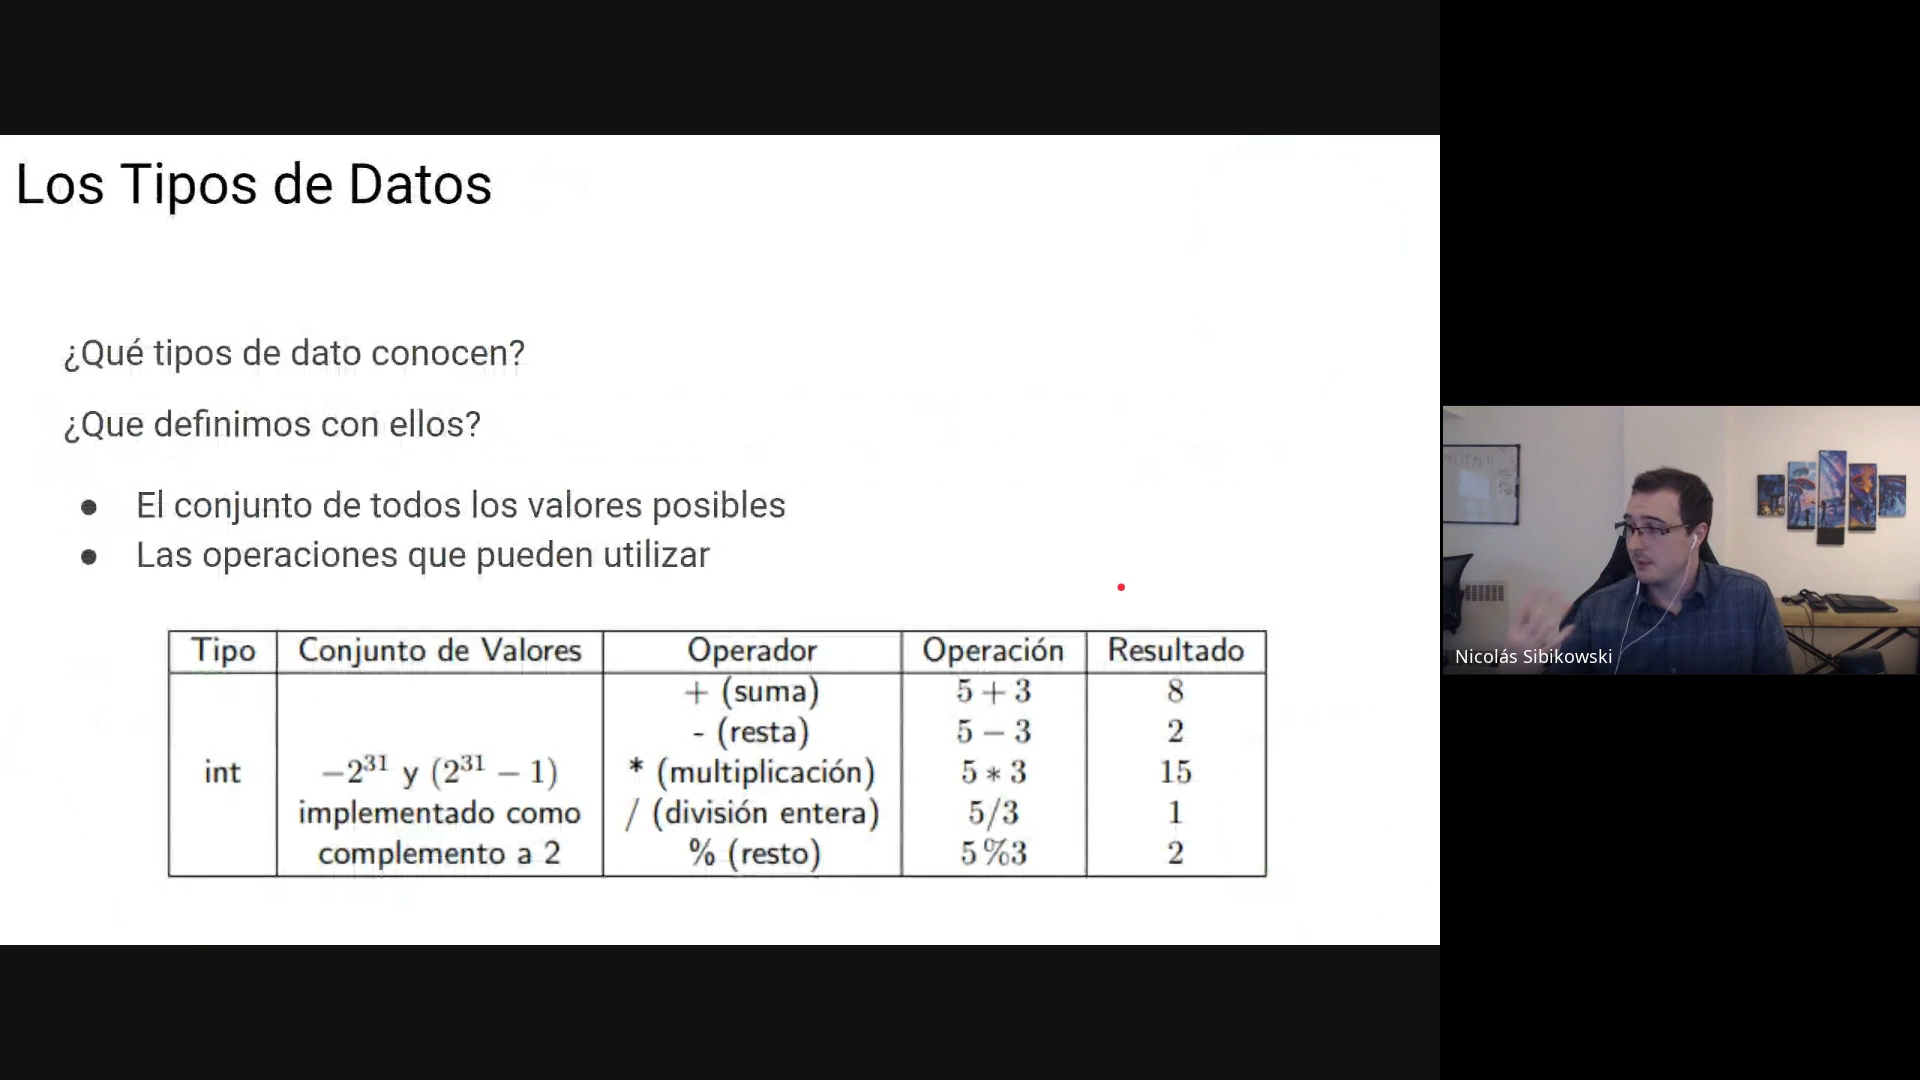 Los Tipos de Datos
¿Qué tipos de dato conocen?
¿Que definimos con ellos?
● El conjunto de todos los valores posibles
● Las operaciones que pueden utilizar
Tipo Conjunto de Valores Operador Operación Resultado
+ (suma) 5 + 3 8
- (resta) 5 − 3 2
int −2³¹ y (2³¹ − 1) * (multiplicación) 5 ∗ 3 15
implementado como / (división entera) 5/3 1
complemento a 2 % (resto) 5%3 2
Nicolás Sibikowski